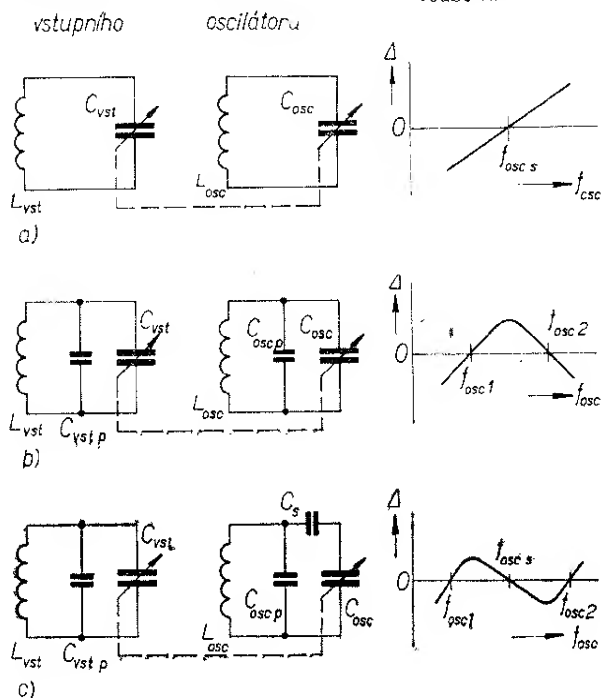 vstupního oscilátoru
C_vst C_osc Δ
0
f_osc s
L_vst L_osc f_osc
a)
C_vst C_osc p C_osc Δ f_osc 2
0
f_osc 1
L_vst C_vst p L_osc f_osc
b)
C_s Δ
C_vst f_osc s
0
C_osc p C_osc f_osc1 f_osc2
L_vst C_vst p L_osc f_osc
c)